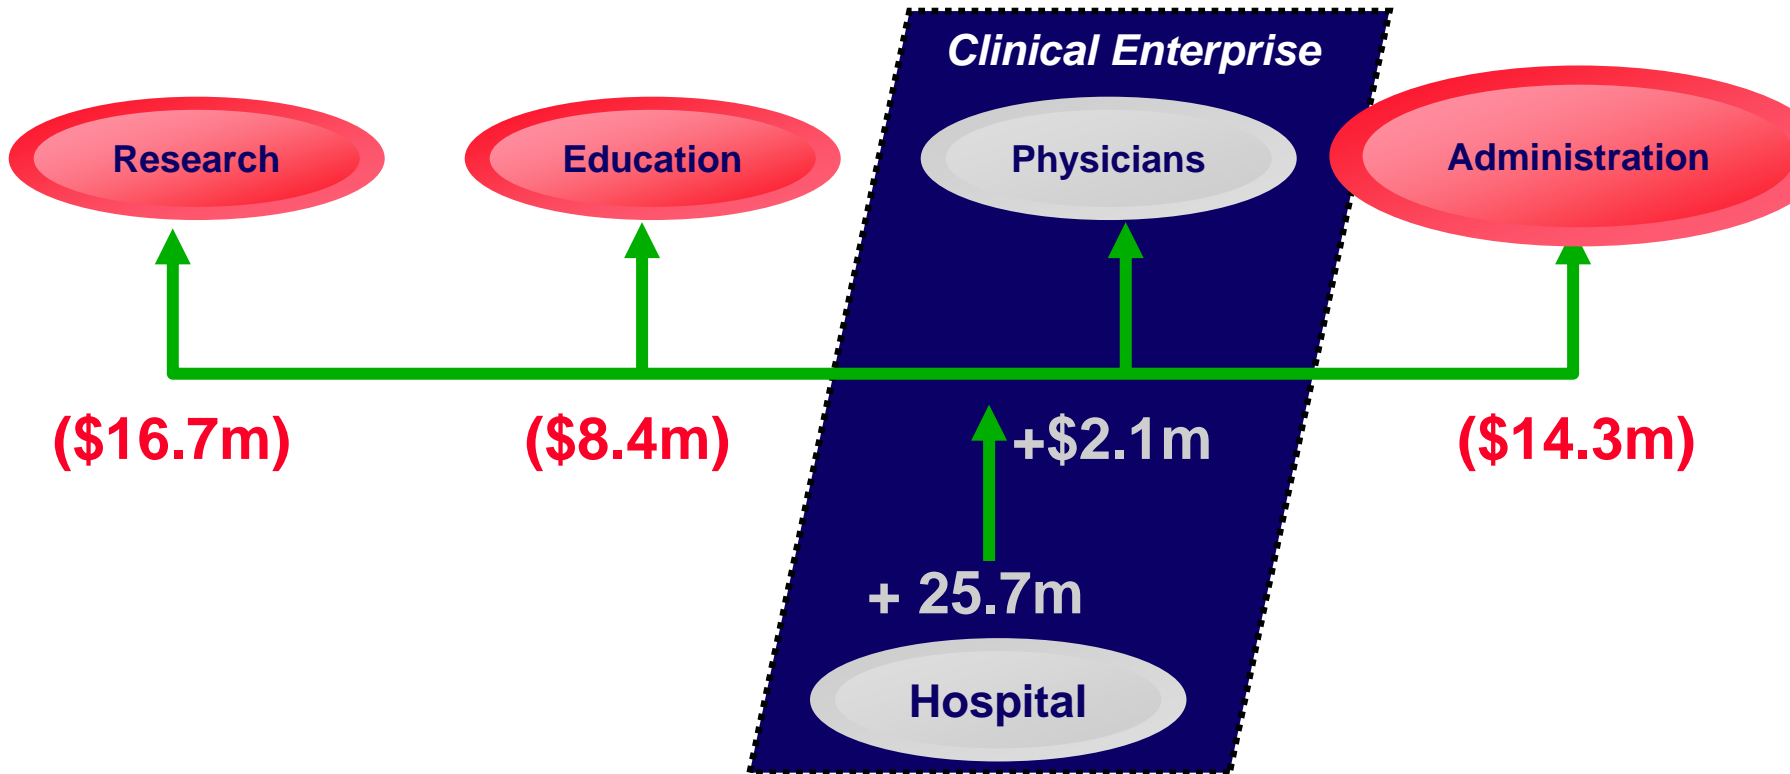 Clinical Enterprise
Research
Education
Physicians
Administration
($16.7m)
($8.4m)
+$2.1m
($14.3m)
+ 25.7m
Hospital